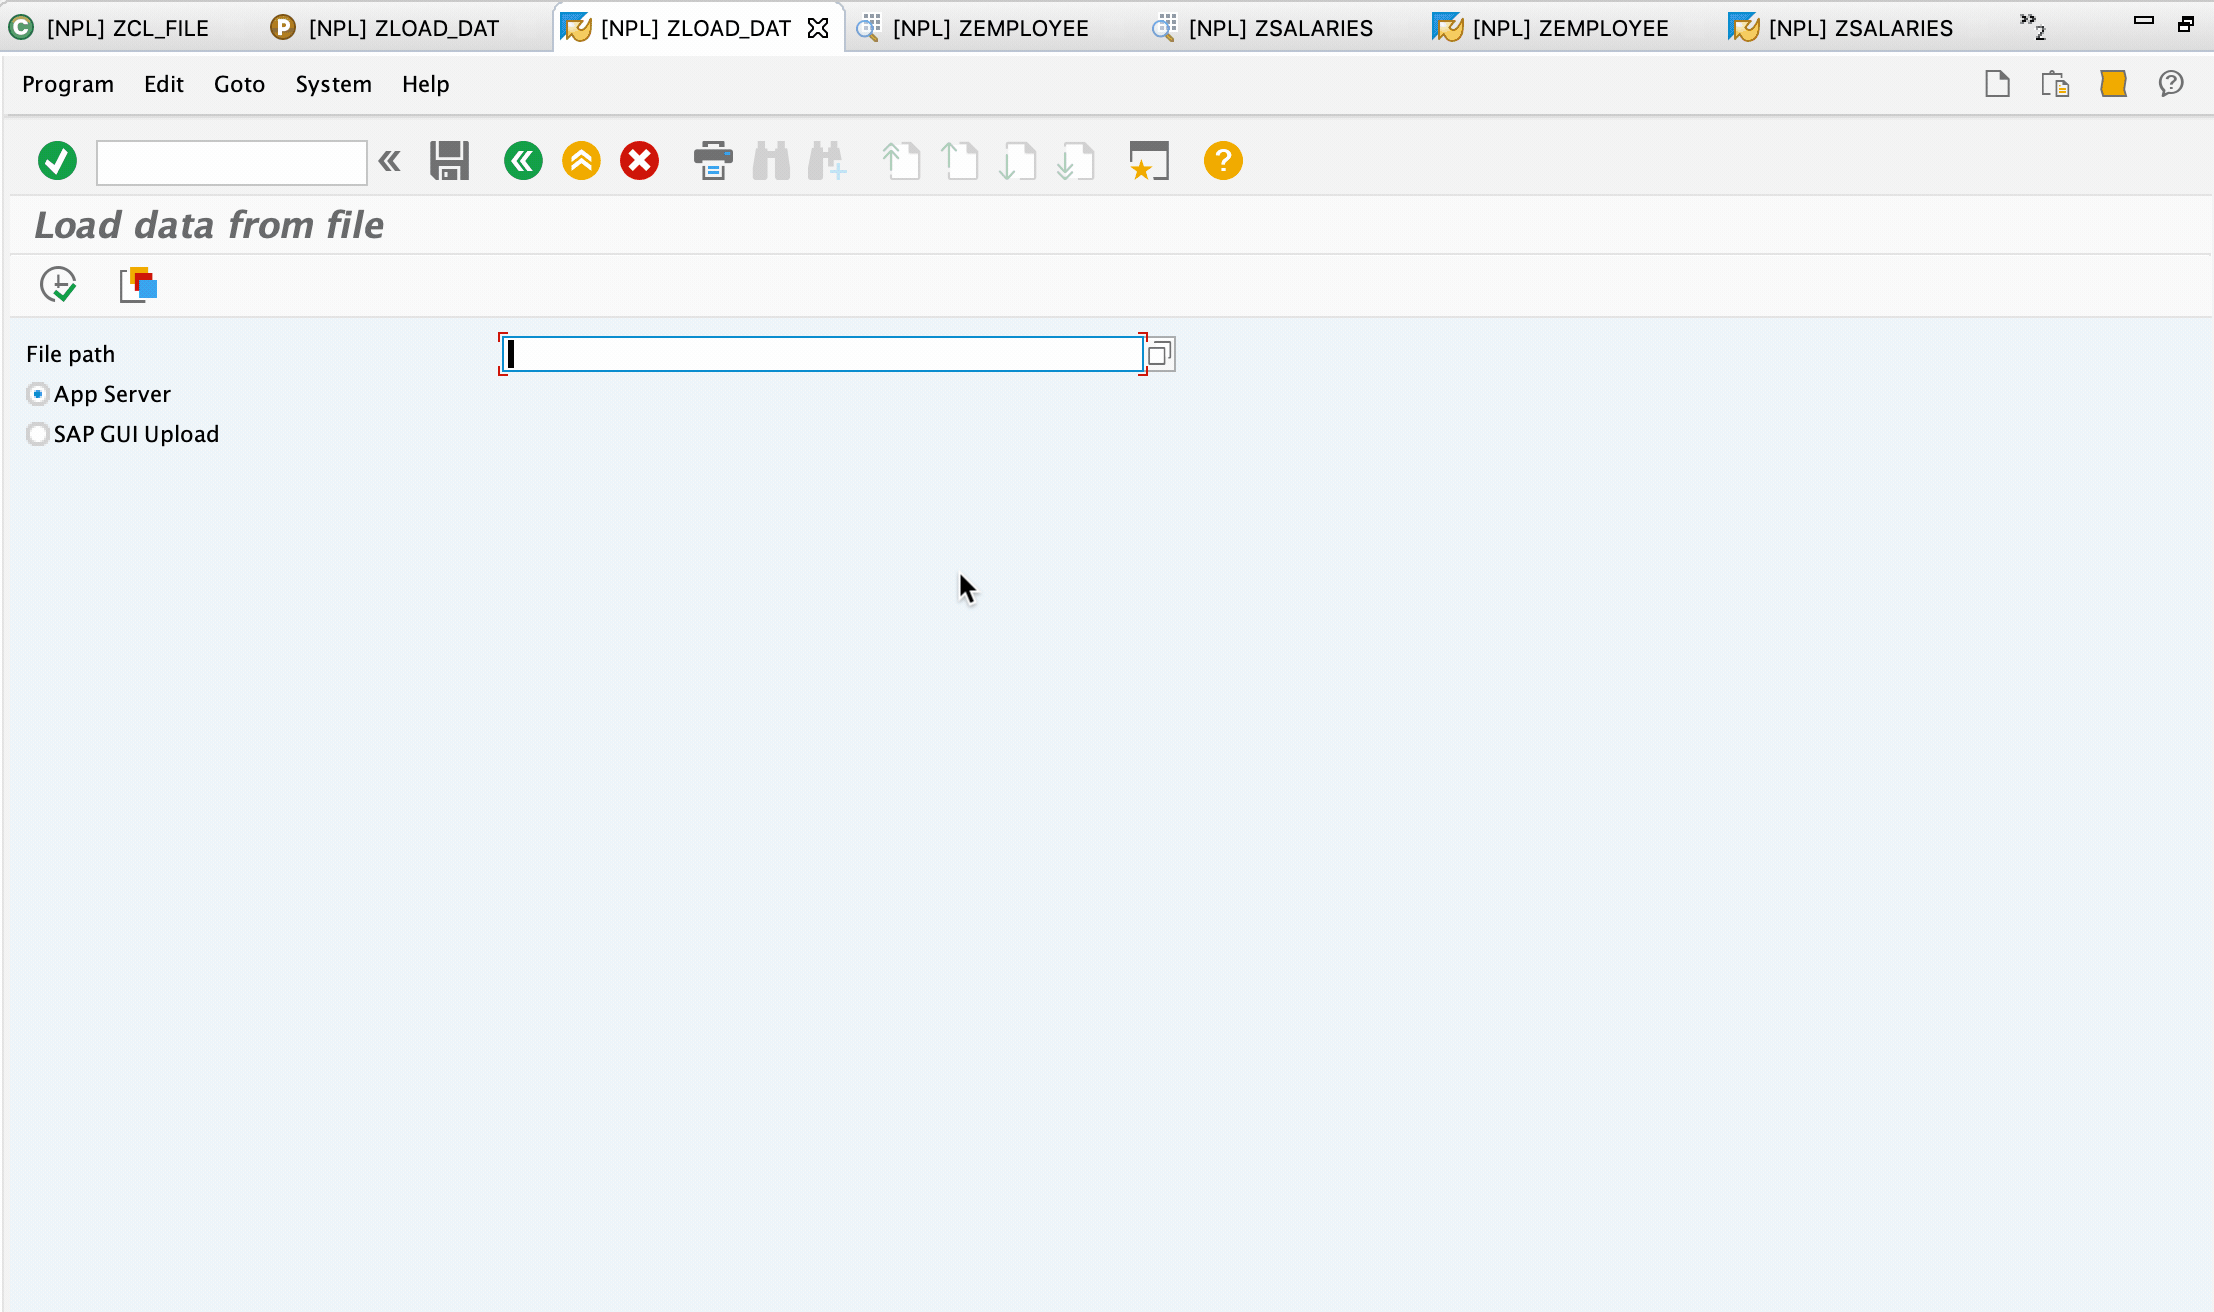 [NPL] ZCL_FILE [NPL] ZLOAD_DAT [NPL] ZLOAD_DAT [NPL] ZEMPLOYEE [NPL] ZSALARIES [NPL] ZEMPLOYEE [NPL] ZSALARIES »2
Program Edit Goto System Help
Load data from file
File path
App Server
SAP GUI Upload